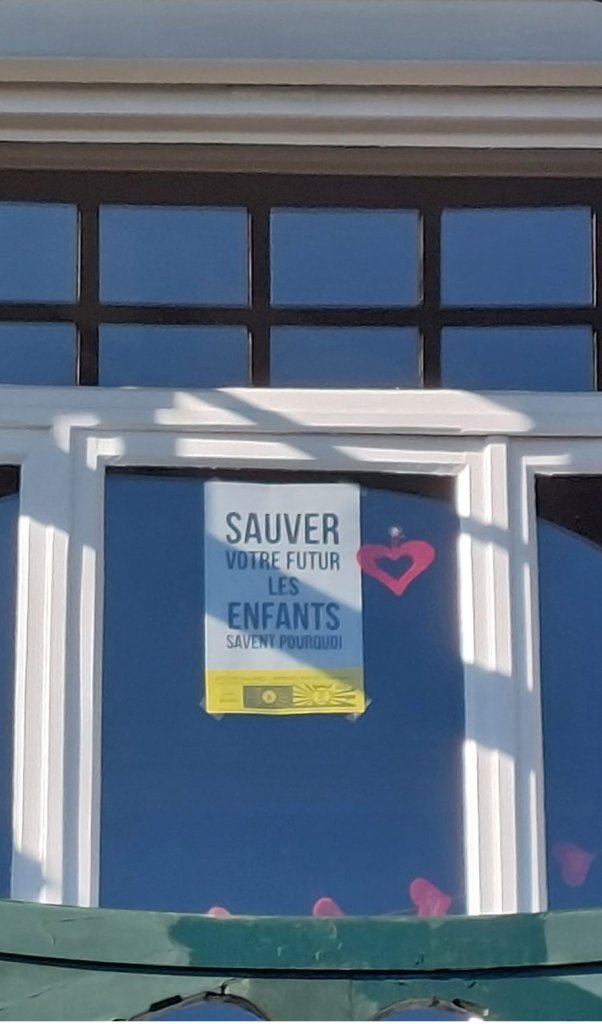 SAUVER
VOTRE FUTUR
LES
ENFANTS
SAVENT POURQUOI